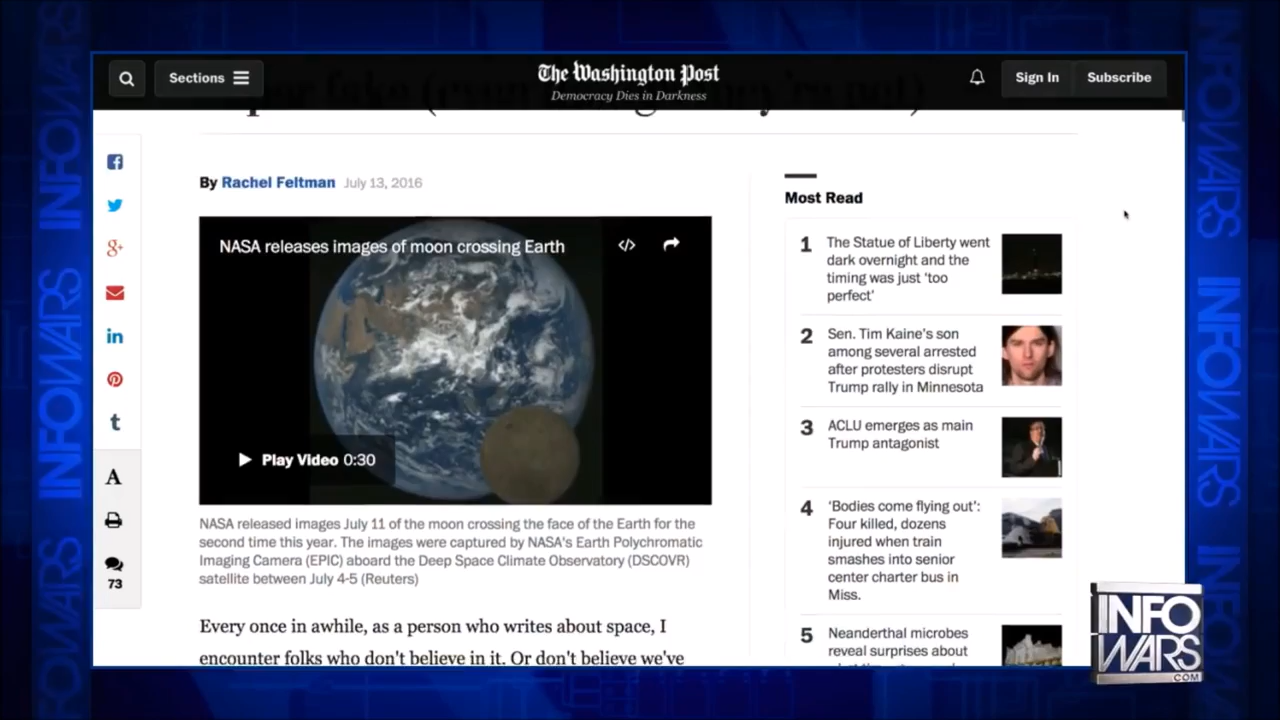 Sections
The Washington Post
Democracy Dies in Darkness
Sign In
Subscribe
By Rachel Feltman July 13, 2016
NASA releases images of moon crossing Earth
Play Video 0:30
NASA released images July 11 of the moon crossing the face of the Earth for the
second time this year. The images were captured by NASA's Earth Polychromatic
Imaging Camera (EPIC) aboard the Deep Space Climate Observatory (DSCOVR)
satellite between July 4-5 (Reuters)
Every once in awhile, as a person who writes about space, I
encounter folks who don't believe in it. Or don't believe we've
A
73
Most Read
1
The Statue of Liberty went
dark overnight and the
timing was just 'too
perfect'
2
Sen. Tim Kaine's son
among several arrested
after protesters disrupt
Trump rally in Minnesota
3
ACLU emerges as main
Trump antagonist
4
'Bodies come flying out':
Four killed, dozens
injured when train
smashes into senior
center charter bus in
Miss.
5
Neanderthal microbes
reveal surprises about
INFO
WARS
.COM
INFOWARS
INFOWARS
INFOWARS
INFOWARS